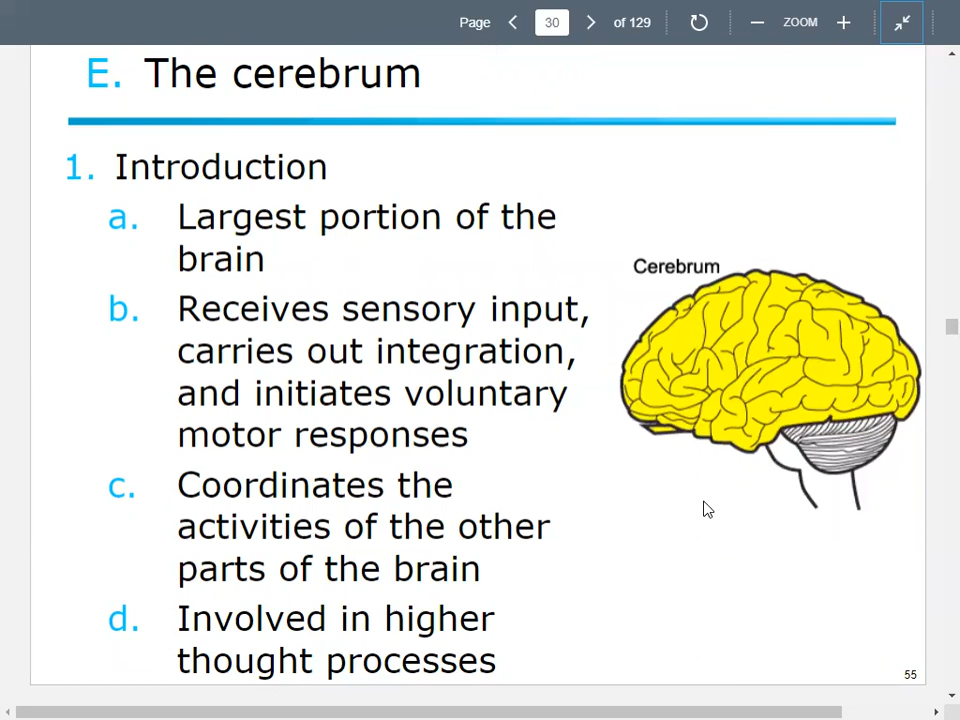 Page 30 of 129 ZOOM
E. The cerebrum
1. Introduction
a. Largest portion of the
brain
b. Receives sensory input,
carries out integration,
and initiates voluntary
motor responses
c. Coordinates the
activities of the other
parts of the brain
d. Involved in higher
thought processes
Cerebrum
55